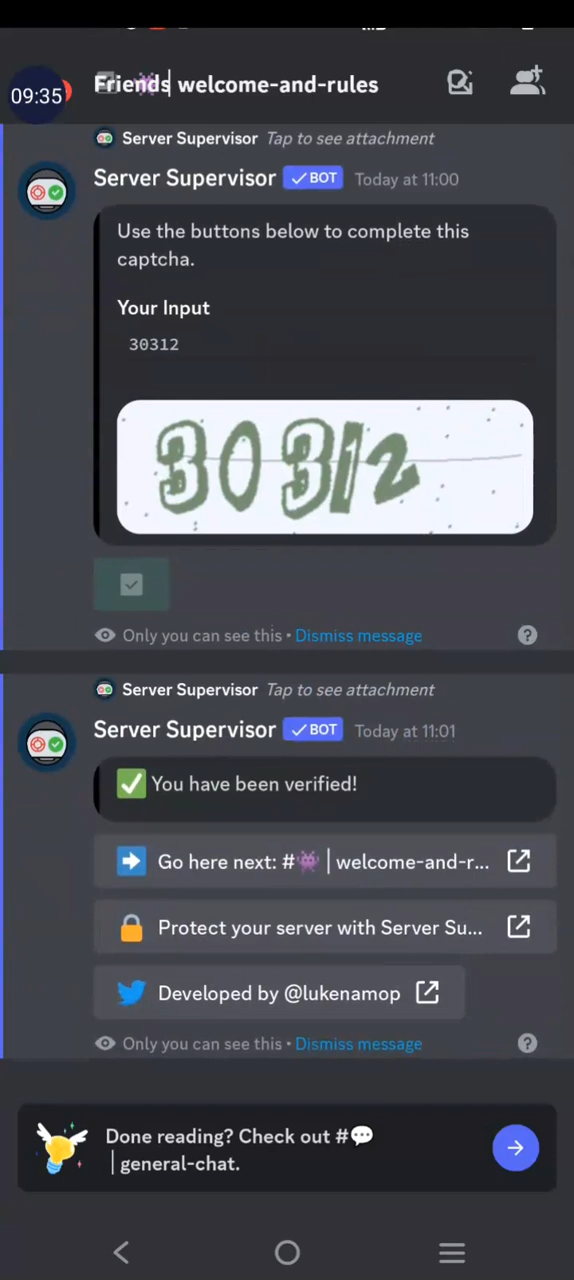 09:35
Friends welcome-and-rules
Server Supervisor Tap to see attachment
Server Supervisor ✓ BOT Today at 11:00
Use the buttons below to complete this
captcha.
Your Input
30312
30312
Only you can see this • Dismiss message
Server Supervisor Tap to see attachment
Server Supervisor ✓ BOT Today at 11:01
✅ You have been verified!
➡️ Go here next: #👾 | welcome-and-r...
🔒 Protect your server with Server Su...
Developed by @lukenamop
Only you can see this • Dismiss message
Done reading? Check out #💬
| general-chat.